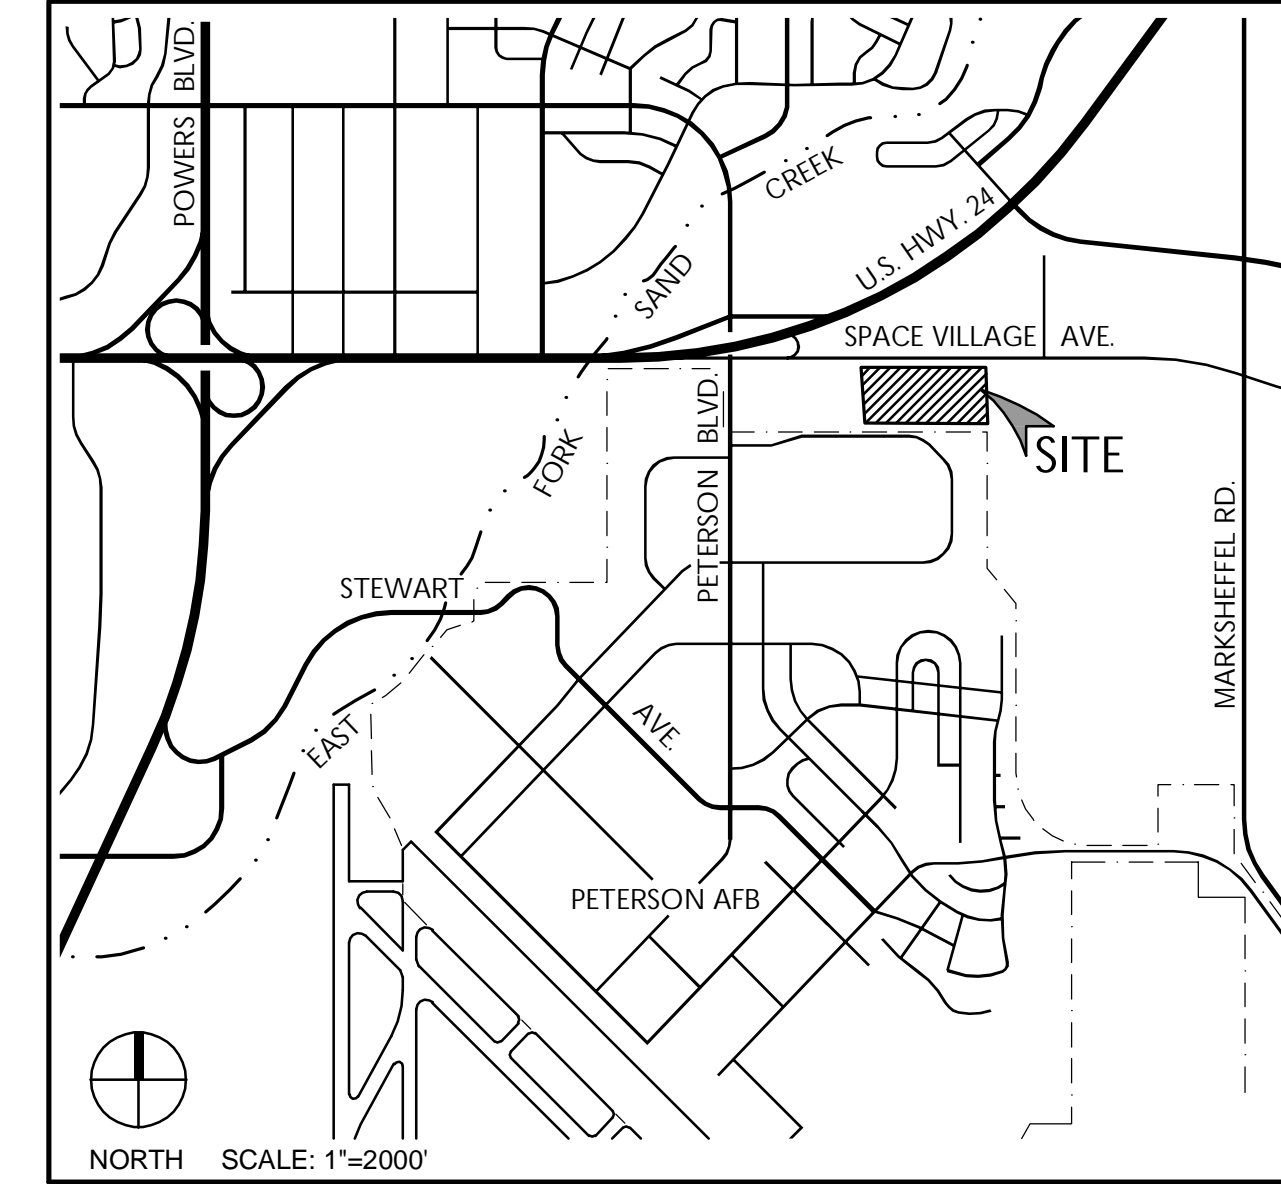 POWERS BLVD.
CREEK
SAND
U.S. HWY. 24
SPACE VILLAGE AVE.
PETERSON BLVD.
FORK
SITE
MARKSHEFFEL RD.
STEWART
AVE.
EAST
PETERSON AFB
NORTH SCALE: 1"=2000'